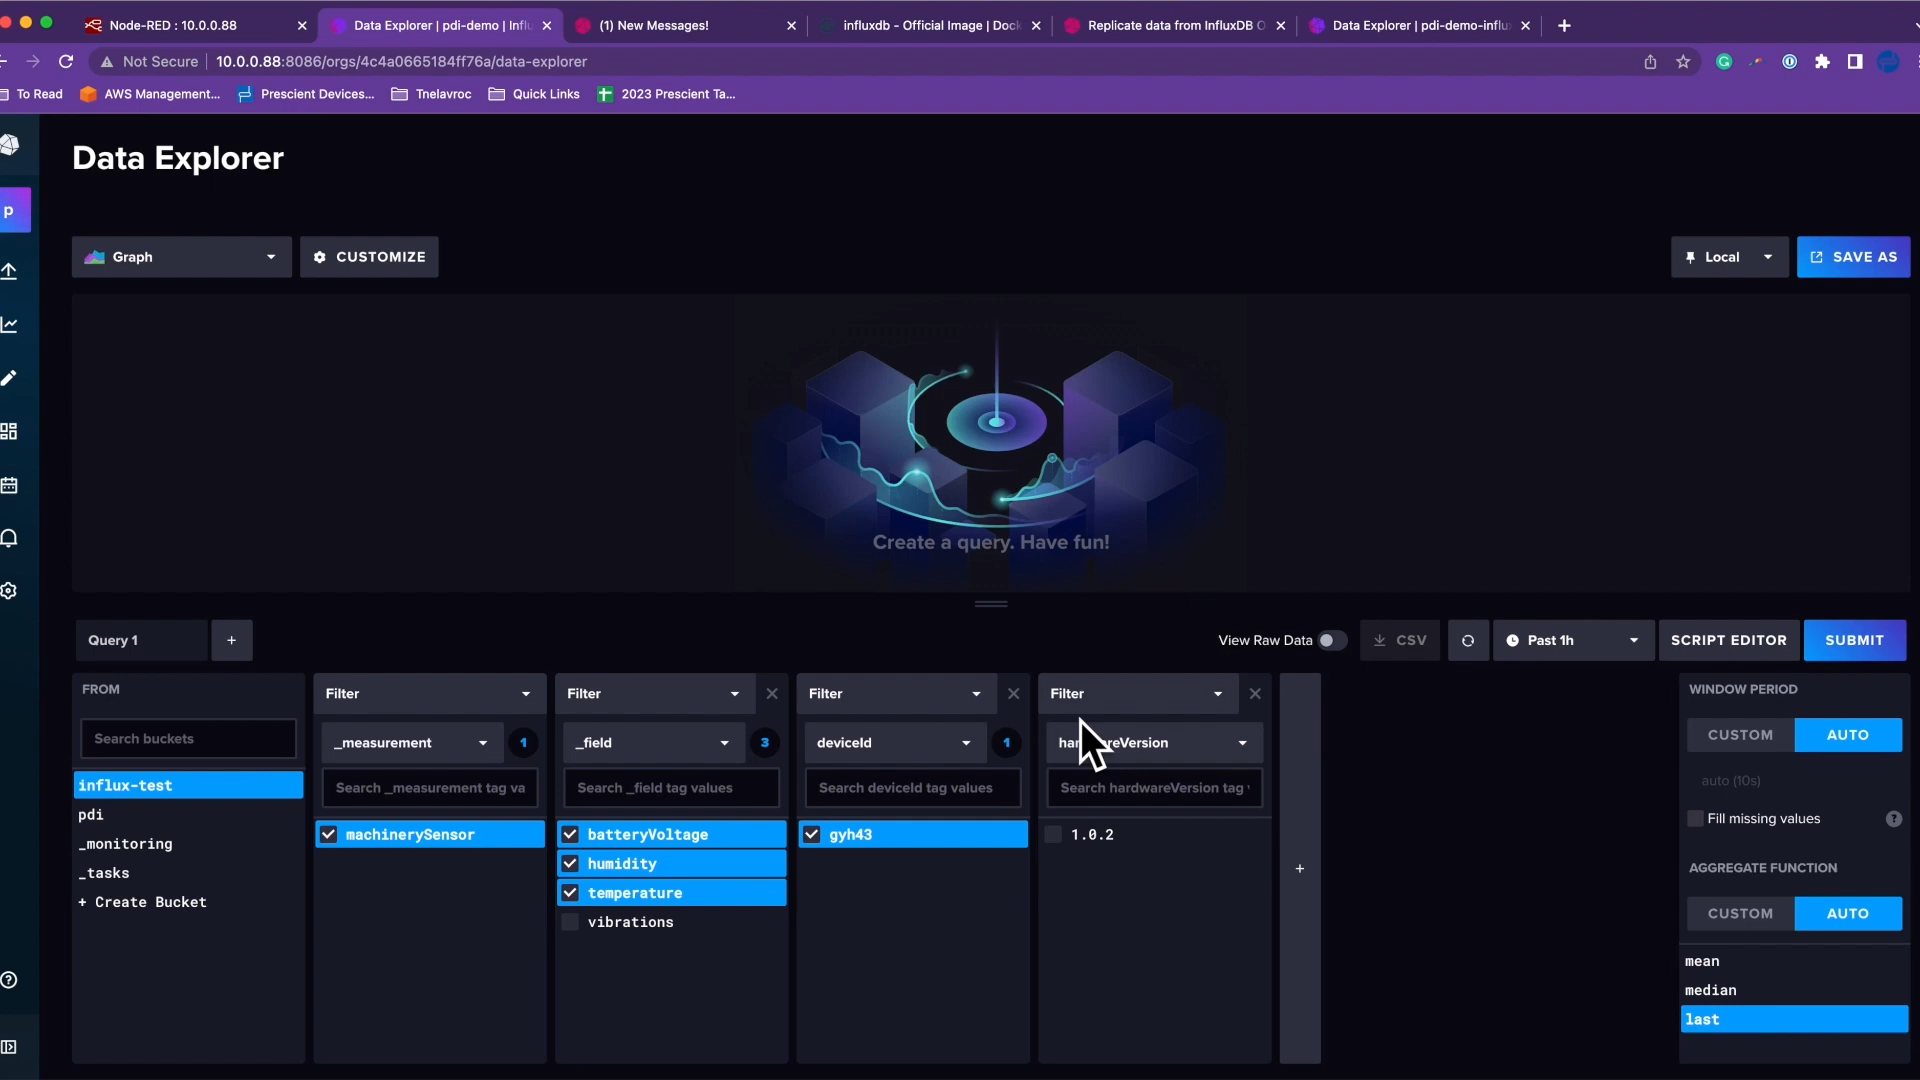 Node-RED : 10.0.0.88
Data Explorer | pdi-demo | Influ
(1) New Messages!
influxdb - Official Image | Dock
Replicate data from InfluxDB O
Data Explorer | pdi-demo-influ
Not Secure
10.0.0.88:8086/orgs/4c4a0665184ff76a/data-explorer
To Read
AWS Management...
Prescient Devices...
Tnelavroc
Quick Links
2023 Prescient Ta...
Data Explorer
p
Graph
CUSTOMIZE
Local
SAVE AS
Create a query. Have fun!
Query 1
+
View Raw Data
CSV
Past 1h
SCRIPT EDITOR
SUBMIT
FROM
Search buckets
influx-test
pdi
_monitoring
_tasks
+ Create Bucket
Filter
_measurement
1
Search _measurement tag va
machinerySensor
Filter
_field
3
Search _field tag values
batteryVoltage
humidity
temperature
vibrations
Filter
deviceId
1
Search deviceId tag values
gyh43
Filter
hardwareVersion
Search hardwareVersion tag
1.0.2
+
WINDOW PERIOD
CUSTOM
AUTO
auto (10s)
Fill missing values
?
AGGREGATE FUNCTION
CUSTOM
AUTO
mean
median
last